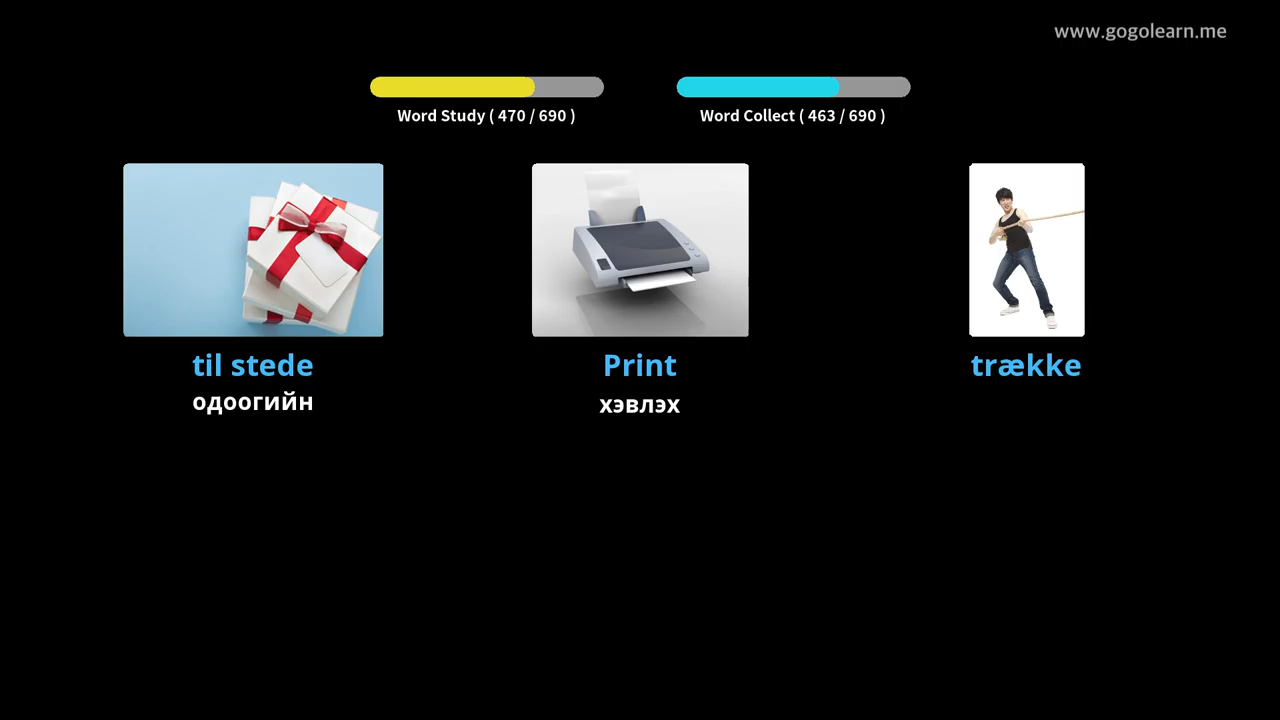 www.gogolearn.me
Word Study ( 470 / 690 )
Word Collect ( 463 / 690 )
til stede
Print
trække
одоогийн
хэвлэх